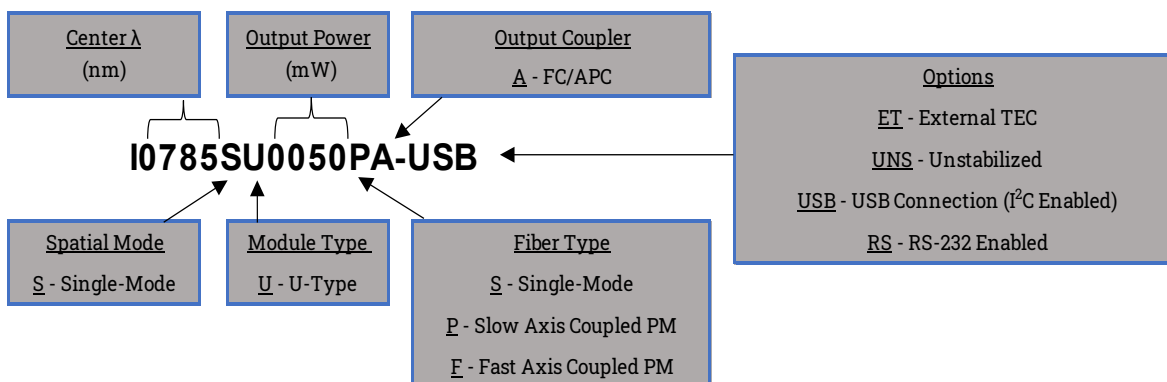 Center λ
(nm)
Output Power
(mW)
Output Coupler
A - FC/APC
Options
ET - External TEC
UNS - Unstabilized
USB - USB Connection (I²C Enabled)
RS - RS-232 Enabled
I0785SU0050PA-USB
Spatial Mode
S - Single-Mode
Module Type
U - U-Type
Fiber Type
S - Single-Mode
P - Slow Axis Coupled PM
F - Fast Axis Coupled PM